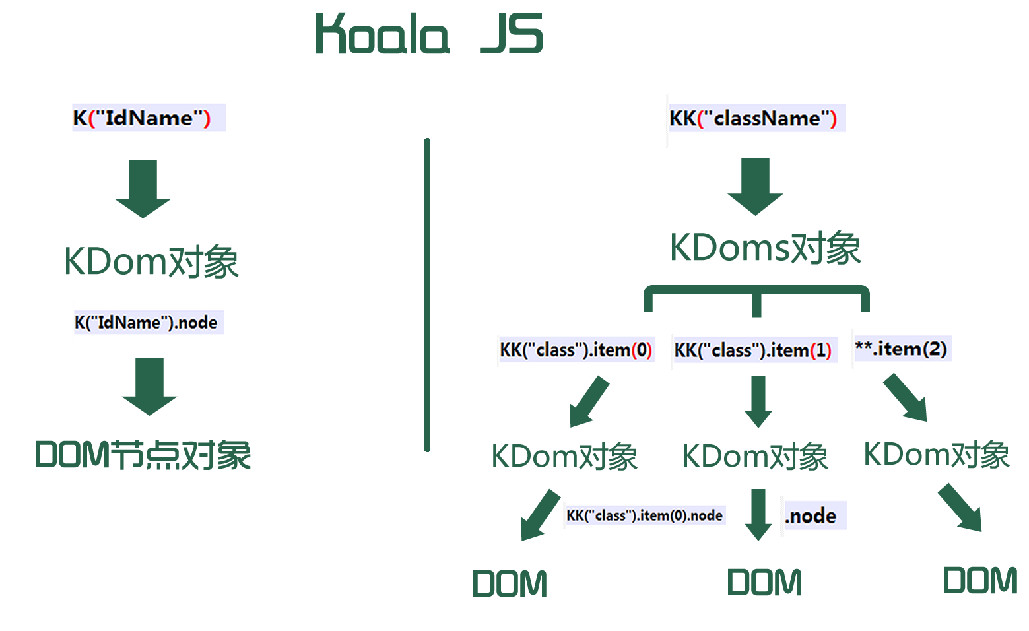 Koala JS
K("IdName")
KDom对象
K("IdName").node
DOM节点对象
KK("className")
KDoms对象
KK("class").item(0)
KK("class").item(1)
**.item(2)
KDom对象
KDom对象
KDom对象
KK("class").item(0).node
.node
DOM
DOM
DOM